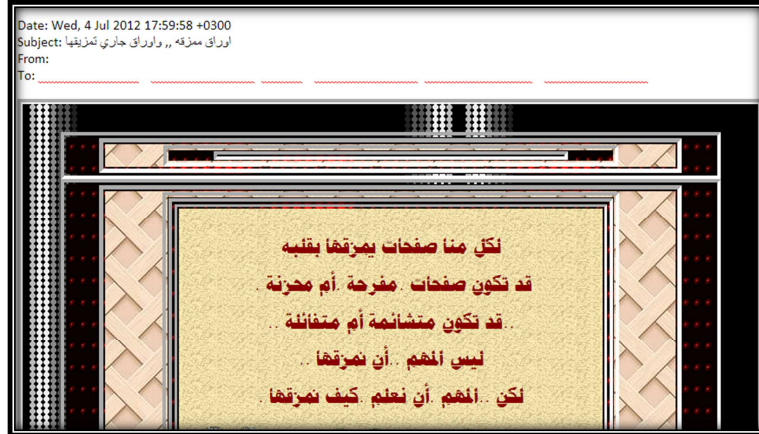 Date: Wed, 4 Jul 2012 17:59:58 +0300
Subject: اوراق ممزقه ,, واوراق جاري تمزيقها
From:
To:
لكل منا صفحات يمزقها بقلبه
قد تكون صفحات .مفرحة .أم محزنة .
..قد تكون متشائمة أم متفائلة ..
ليس المهم ..أن نمزقها ..
لكن ..المهم .أن نعلم .كيف نمزقها .